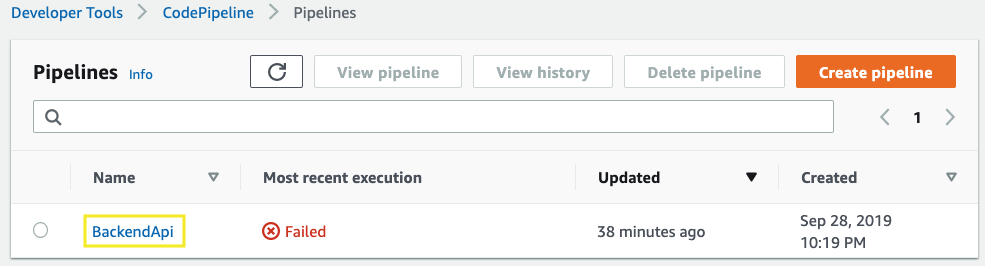 Developer Tools > CodePipeline > Pipelines
Pipelines Info View pipeline View history Delete pipeline Create pipeline
1
Name Most recent execution Updated Created
BackendApi Failed 38 minutes ago Sep 28, 2019
10:19 PM